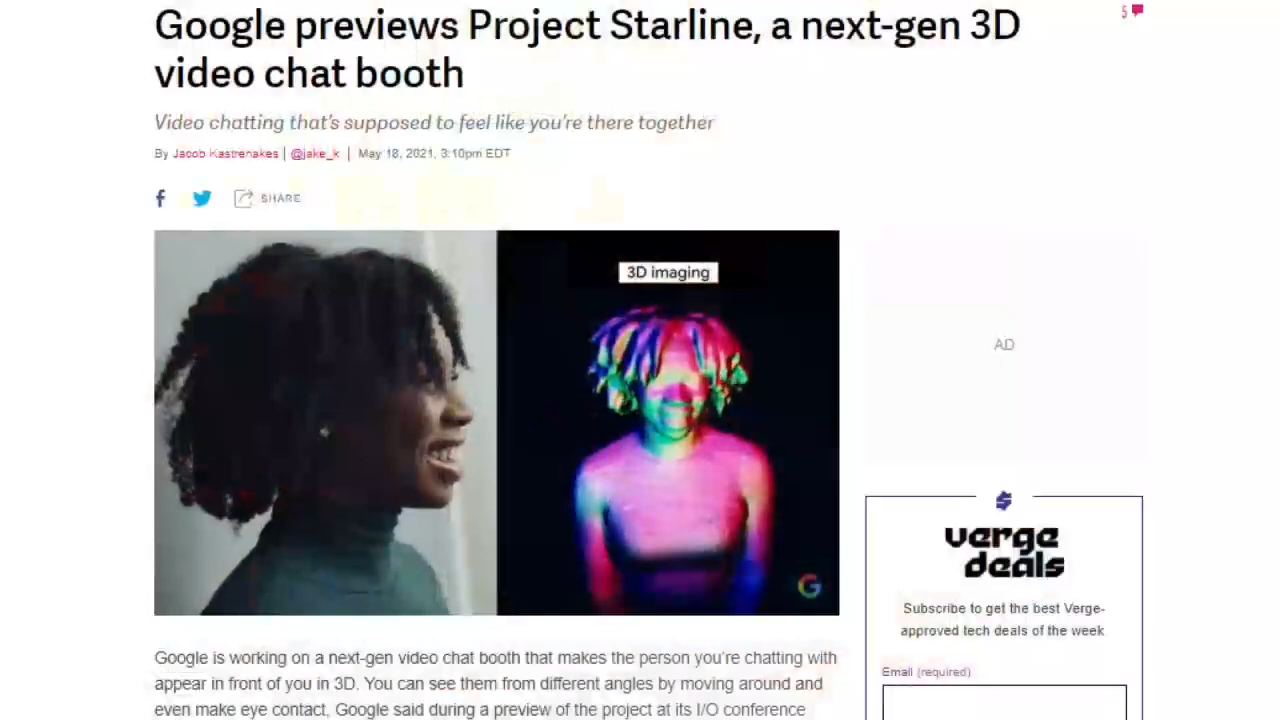 Google previews Project Starline, a next-gen 3D
5
video chat booth
Video chatting that's supposed to feel like you're there together
By Jacob Kastrenakes | @jake_k | May 18, 2021, 3:10pm EDT
SHARE
3D imaging
AD
verge
deals
Subscribe to get the best Verge-
approved tech deals of the week
Email (required)
Google is working on a next-gen video chat booth that makes the person you're chatting with
appear in front of you in 3D. You can see them from different angles by moving around and
even make eye contact, Google said during a preview of the project at its I/O conference